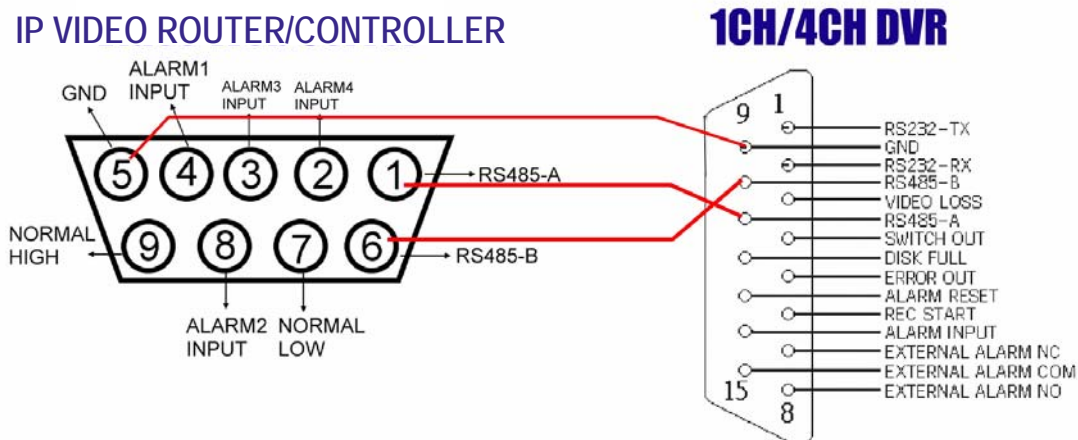 IP VIDEO ROUTER/CONTROLLER
1CH/4CH DVR
GND
ALARM1
INPUT
ALARM3
INPUT
ALARM4
INPUT
5
4
3
2
1
RS485-A
NORMAL
HIGH
9
8
7
6
RS485-B
ALARM2
INPUT
NORMAL
LOW
9
1
RS232-TX
GND
RS232-RX
RS485-B
VIDEO LOSS
RS485-A
SWITCH OUT
DISK FULL
ERROR OUT
ALARM RESET
REC START
ALARM INPUT
EXTERNAL ALARM NC
EXTERNAL ALARM COM
EXTERNAL ALARM NO
15
8